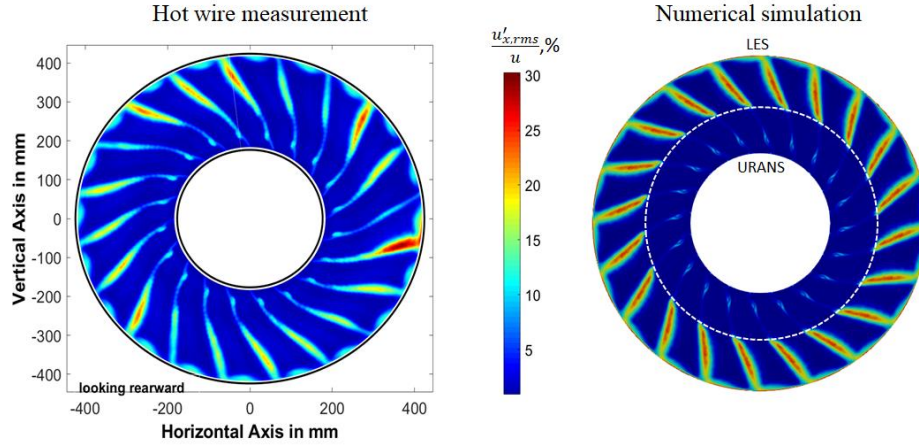 Hot wire measurement
Numerical simulation
u′x,rms
u ,%
LES
URANS
Vertical Axis in mm
400
300
200
100
0
-100
-200
-300
-400
looking rearward
-400 -200 0 200 400
Horizontal Axis in mm
30
25
20
15
10
5